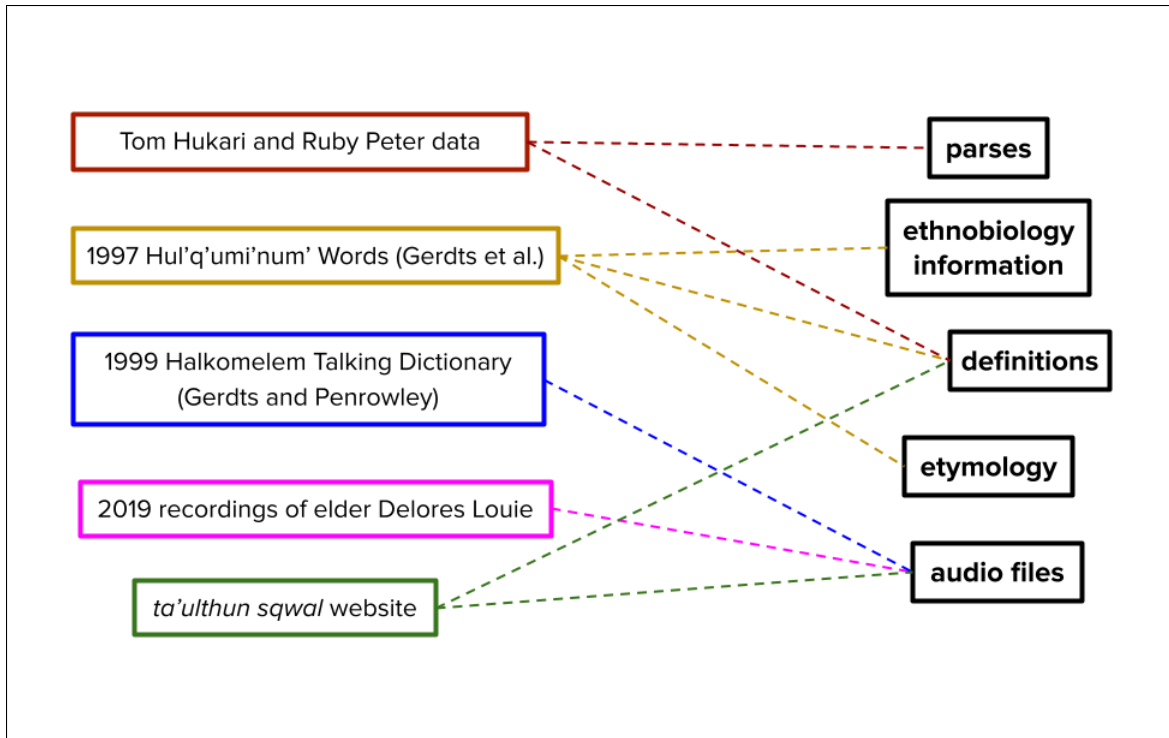 Tom Hukari and Ruby Peter data
parses
1997 Hul’q’umi’num’ Words (Gerdts et al.)
ethnobiology
information
1999 Halkomelem Talking Dictionary
(Gerdts and Penrowley)
definitions
2019 recordings of elder Delores Louie
etymology
ta’ulthun sqwal website
audio files